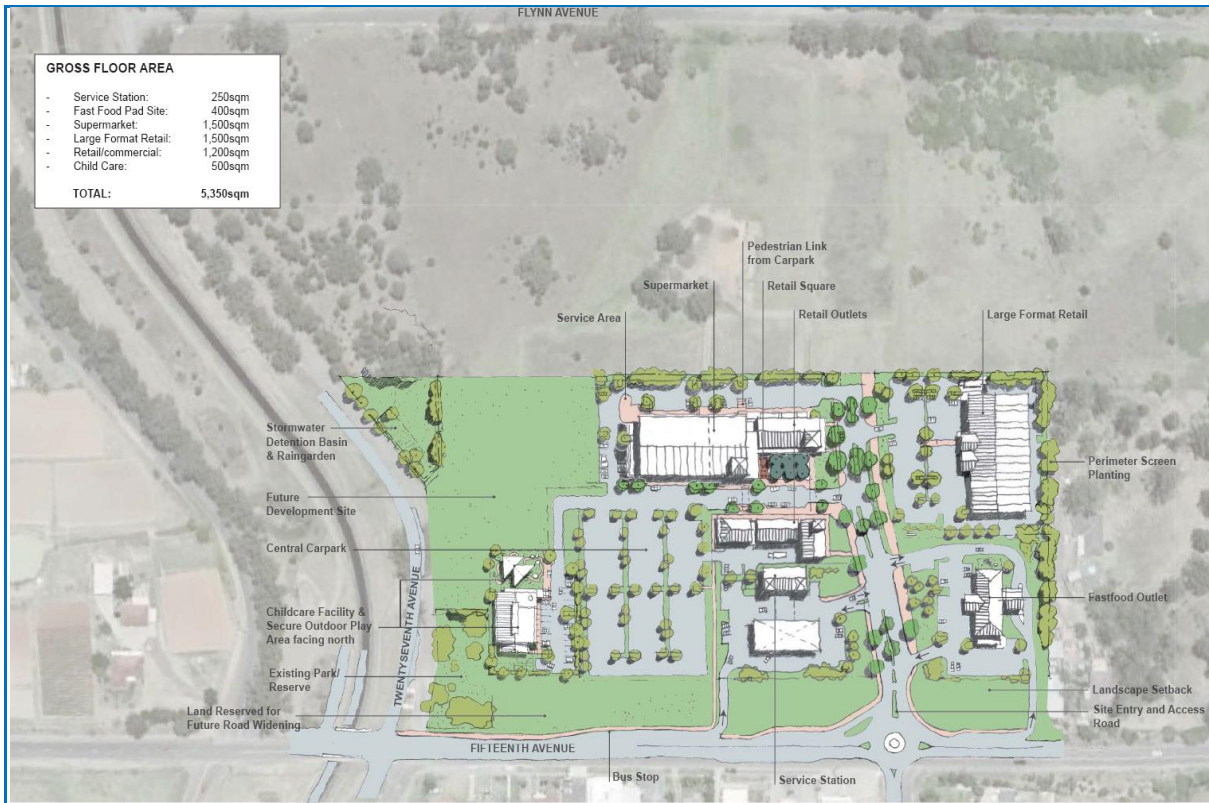 FLYNN AVENUE
GROSS FLOOR AREA
- Service Station: 250sqm
- Fast Food Pad Site: 400sqm
- Supermarket: 1,500sqm
- Large Format Retail: 1,500sqm
- Retail/commercial: 1,200sqm
- Child Care: 500sqm
TOTAL: 5,350sqm
Pedestrian Link
from Carpark
Supermarket
Retail Square
Service Area
Retail Outlets
Large Format Retail
Stormwater
Detention Basin
& Raingarden
Perimeter Screen
Planting
Future
Development Site
Central Carpark
Childcare Facility &
Secure Outdoor Play
Area facing north
Fastfood Outlet
TWENTYSEVENTH AVENUE
Existing Park/
Reserve
Landscape Setback
Land Reserved for
Future Road Widening
Site Entry and Access
Road
FIFTEENTH AVENUE
Bus Stop
Service Station